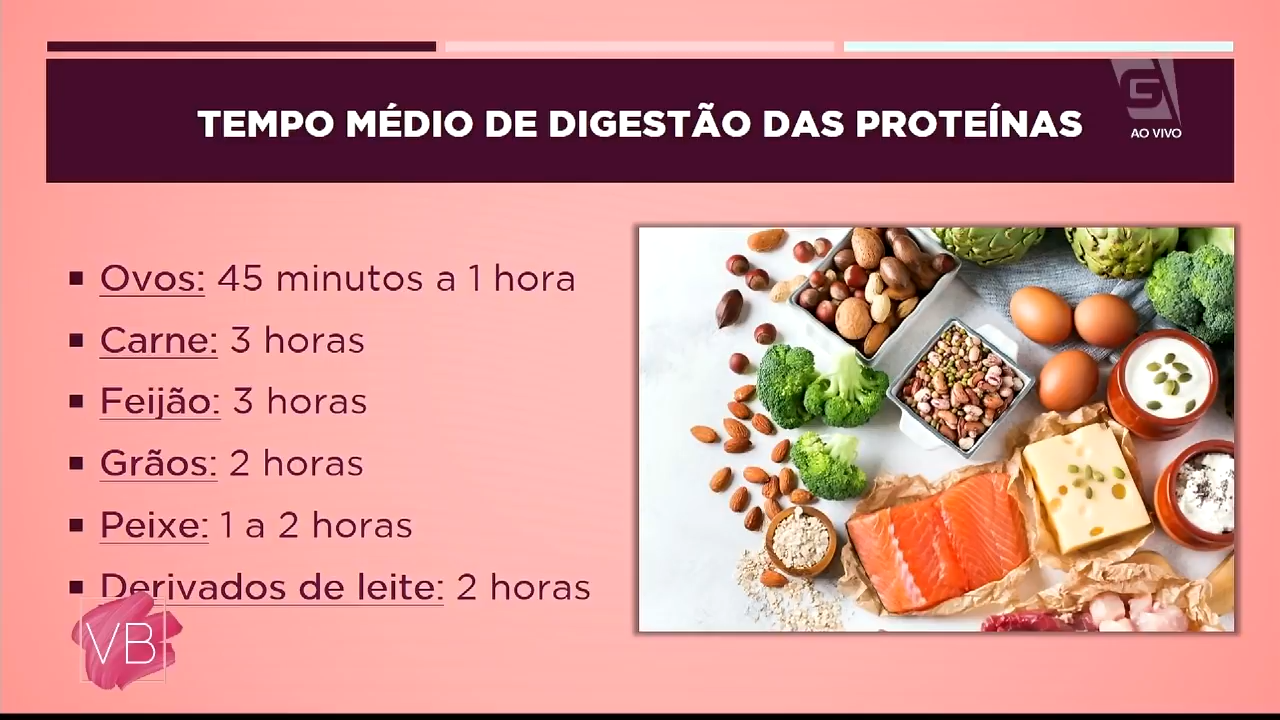 TEMPO MÉDIO DE DIGESTÃO DAS PROTEÍNAS
G
AO VIVO
Ovos: 45 minutos a 1 hora
Carne: 3 horas
Feijão: 3 horas
Grãos: 2 horas
Peixe: 1 a 2 horas
Derivados de leite: 2 horas
VB